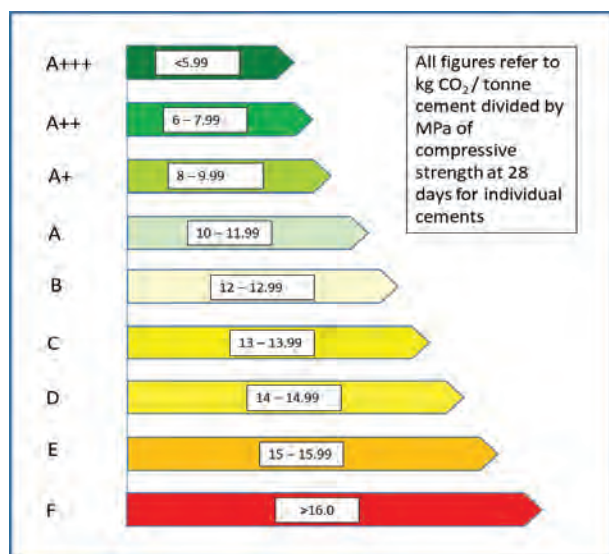 A+++
<5.99
A++
6 – 7.99
A+
8 – 9.99
A
10 – 11.99
B
12 – 12.99
C
13 – 13.99
D
14 – 14.99
E
15 – 15.99
F
>16.0
All figures refer to
kg CO₂ / tonne
cement divided by
MPa of
compressive
strength at 28
days for individual
cements